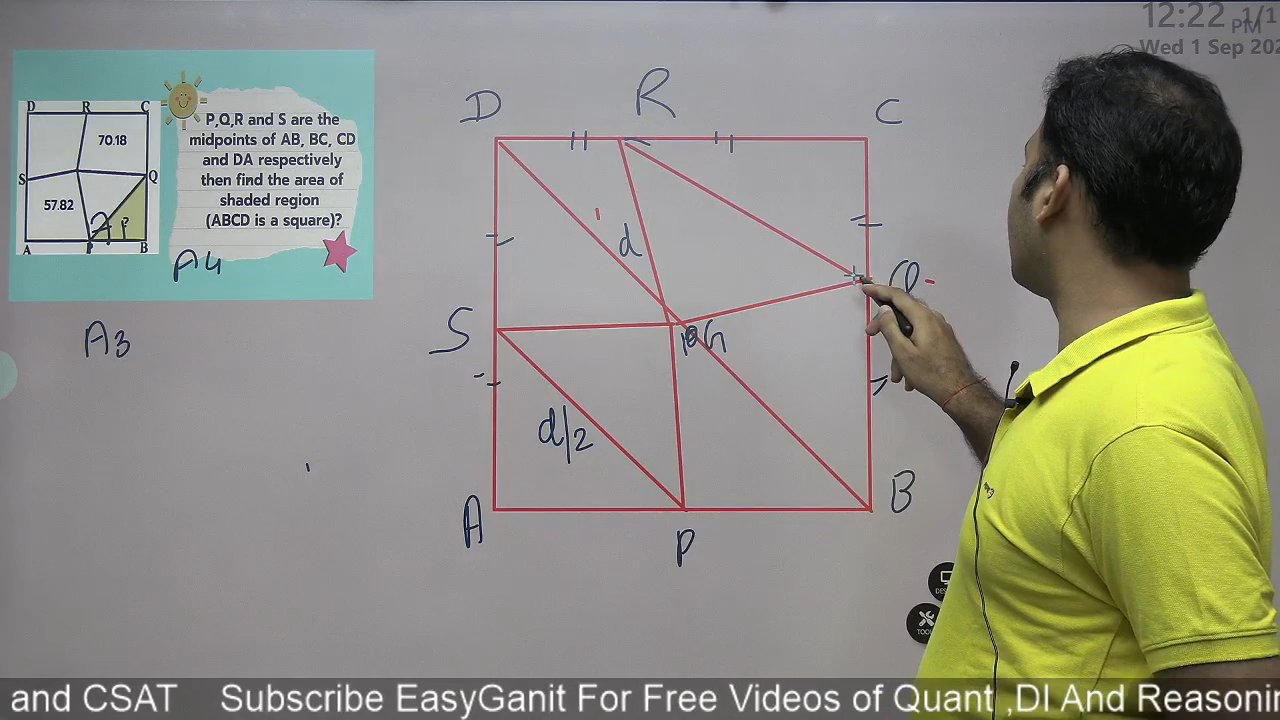 12:22 PM 1/1
Wed 1 Sep 202
D R C
70.18
S Q
57.82
?
A P B
P,Q,R and S are the
midpoints of AB, BC, CD
and DA respectively
then find the area of
shaded region
(ABCD is a square)?
A4
A3
D R C
d
S Q
d/2
A B
P
and CSAT Subscribe EasyGanit For Free Videos of Quant ,DI And Reasonin